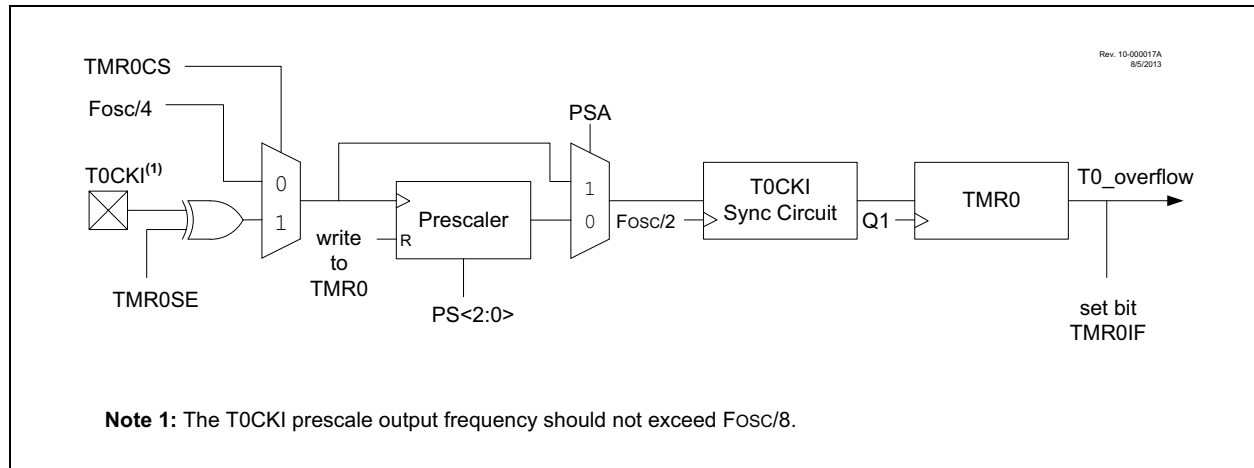 Rev. 10-000017A
8/5/2013
TMR0CS
Fosc/4
PSA
T0CKI(1)
0
1
TMR0SE
write
to
TMR0
R
Prescaler
PS<2:0>
1
0
FOSC/2
T0CKI
Sync Circuit
Q1
TMR0
T0_overflow
set bit
TMR0IF
Note 1: The T0CKI prescale output frequency should not exceed FOSC/8.